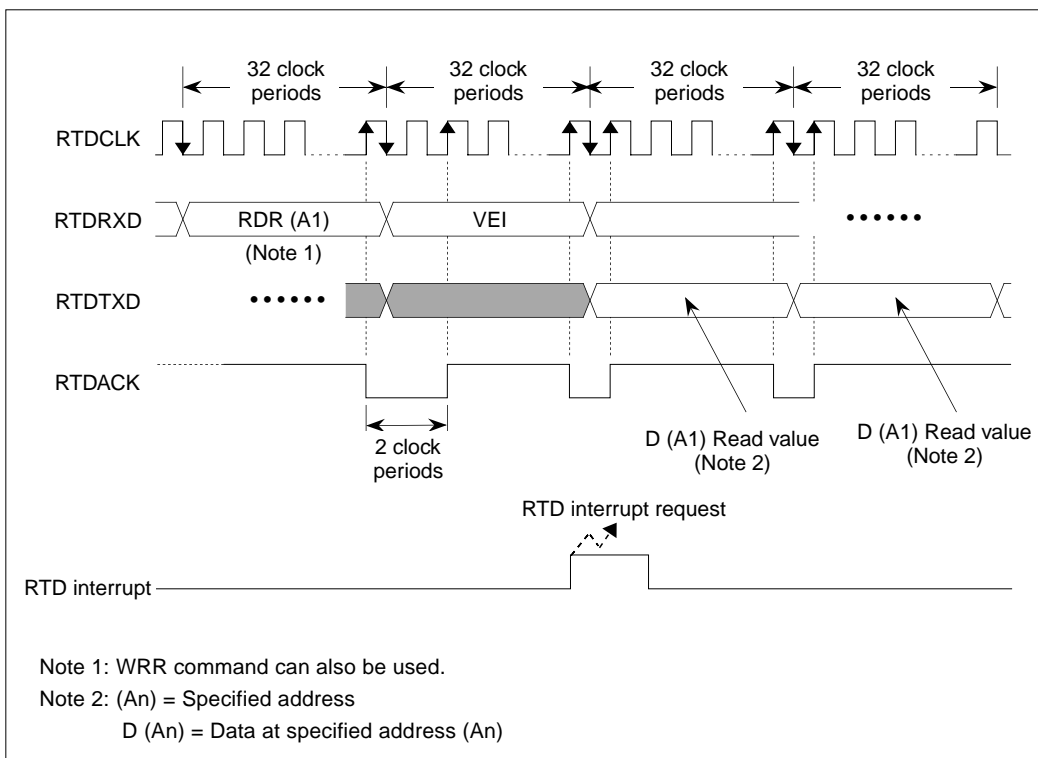 32 clock periods
32 clock periods
32 clock periods
32 clock periods
RTDCLK
RTDRXD
RDR (A1)
(Note 1)
VEI
RTDTXD
RTDACK
2 clock periods
D (A1) Read value
(Note 2)
D (A1) Read value
(Note 2)
RTD interrupt request
RTD interrupt
Note 1: WRR command can also be used.
Note 2: (An) = Specified address
D (An) = Data at specified address (An)